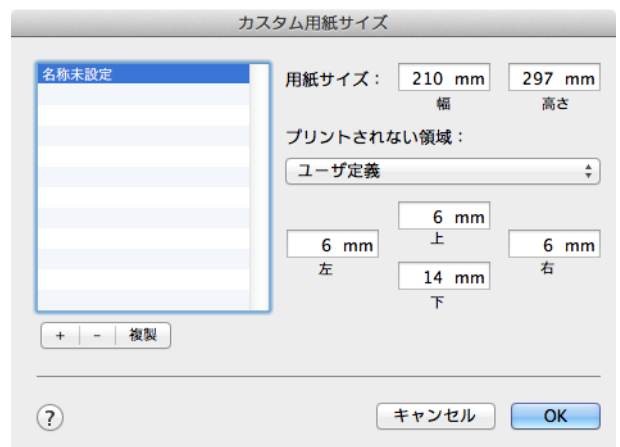 カスタム用紙サイズ
名称未設定
用紙サイズ： 210 mm 297 mm
幅 高さ
プリントされない領域：
ユーザ定義
6 mm
上
6 mm 6 mm
左 右
14 mm
下
+ - 複製
? キャンセル OK